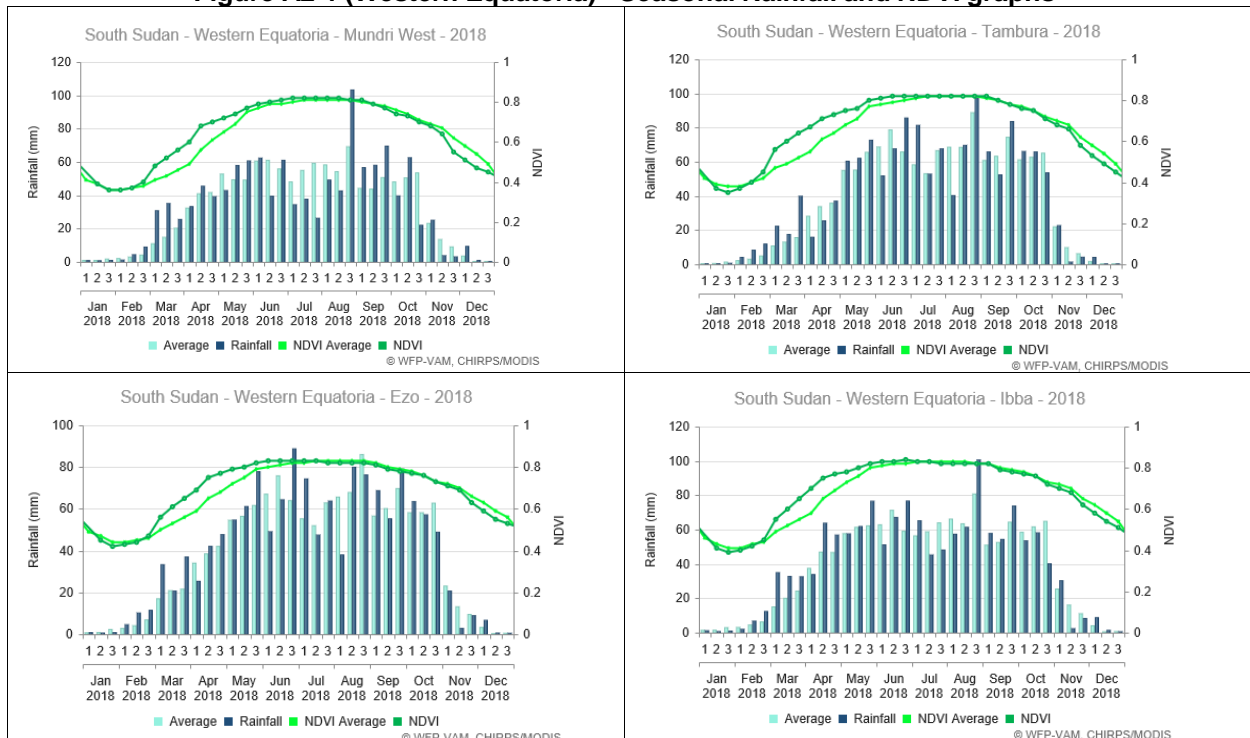 Figure (Western Equatoria) - Seasonal Rainfall and NDVI graphs
South Sudan - Western Equatoria - Mundri West - 2018
120
100
80
60
40
20
0
Rainfall (mm)
1
0.8
0.6
0.4
0.2
0
NDVI
1 2 3 1 2 3 1 2 3 1 2 3 1 2 3 1 2 3 1 2 3 1 2 3 1 2 3 1 2 3 1 2 3 1 2 3
Jan Feb Mar Apr May Jun Jul Aug Sep Oct Nov Dec
2018 2018 2018 2018 2018 2018 2018 2018 2018 2018 2018 2018
Average Rainfall NDVI Average NDVI
© WFP-VAM, CHIRPS/MODIS
South Sudan - Western Equatoria - Tambura - 2018
120
100
80
60
40
20
0
Rainfall (mm)
1
0.8
0.6
0.4
0.2
0
NDVI
1 2 3 1 2 3 1 2 3 1 2 3 1 2 3 1 2 3 1 2 3 1 2 3 1 2 3 1 2 3 1 2 3 1 2 3
Jan Feb Mar Apr May Jun Jul Aug Sep Oct Nov Dec
2018 2018 2018 2018 2018 2018 2018 2018 2018 2018 2018 2018
Average Rainfall NDVI Average NDVI
© WFP-VAM, CHIRPS/MODIS
South Sudan - Western Equatoria - Ezo - 2018
100
80
60
40
20
0
Rainfall (mm)
1
0.8
0.6
0.4
0.2
0
NDVI
1 2 3 1 2 3 1 2 3 1 2 3 1 2 3 1 2 3 1 2 3 1 2 3 1 2 3 1 2 3 1 2 3 1 2 3
Jan Feb Mar Apr May Jun Jul Aug Sep Oct Nov Dec
2018 2018 2018 2018 2018 2018 2018 2018 2018 2018 2018 2018
Average Rainfall NDVI Average NDVI
© WFP-VAM, CHIRPS/MODIS
South Sudan - Western Equatoria - Ibba - 2018
120
100
80
60
40
20
0
Rainfall (mm)
1
0.8
0.6
0.4
0.2
0
NDVI
1 2 3 1 2 3 1 2 3 1 2 3 1 2 3 1 2 3 1 2 3 1 2 3 1 2 3 1 2 3 1 2 3 1 2 3
Jan Feb Mar Apr May Jun Jul Aug Sep Oct Nov Dec
2018 2018 2018 2018 2018 2018 2018 2018 2018 2018 2018 2018
Average Rainfall NDVI Average NDVI
© WFP-VAM, CHIRPS/MODIS